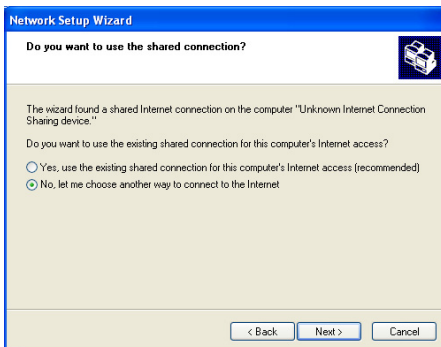 Network Setup Wizard
Do you want to use the shared connection?
The wizard found a shared Internet connection on the computer "Unknown Internet Connection
Sharing device."
Do you want to use the existing shared connection for this computer's Internet access?
Yes, use the existing shared connection for this computer's Internet access (recommended)
No, let me choose another way to connect to the Internet
< Back Next > Cancel